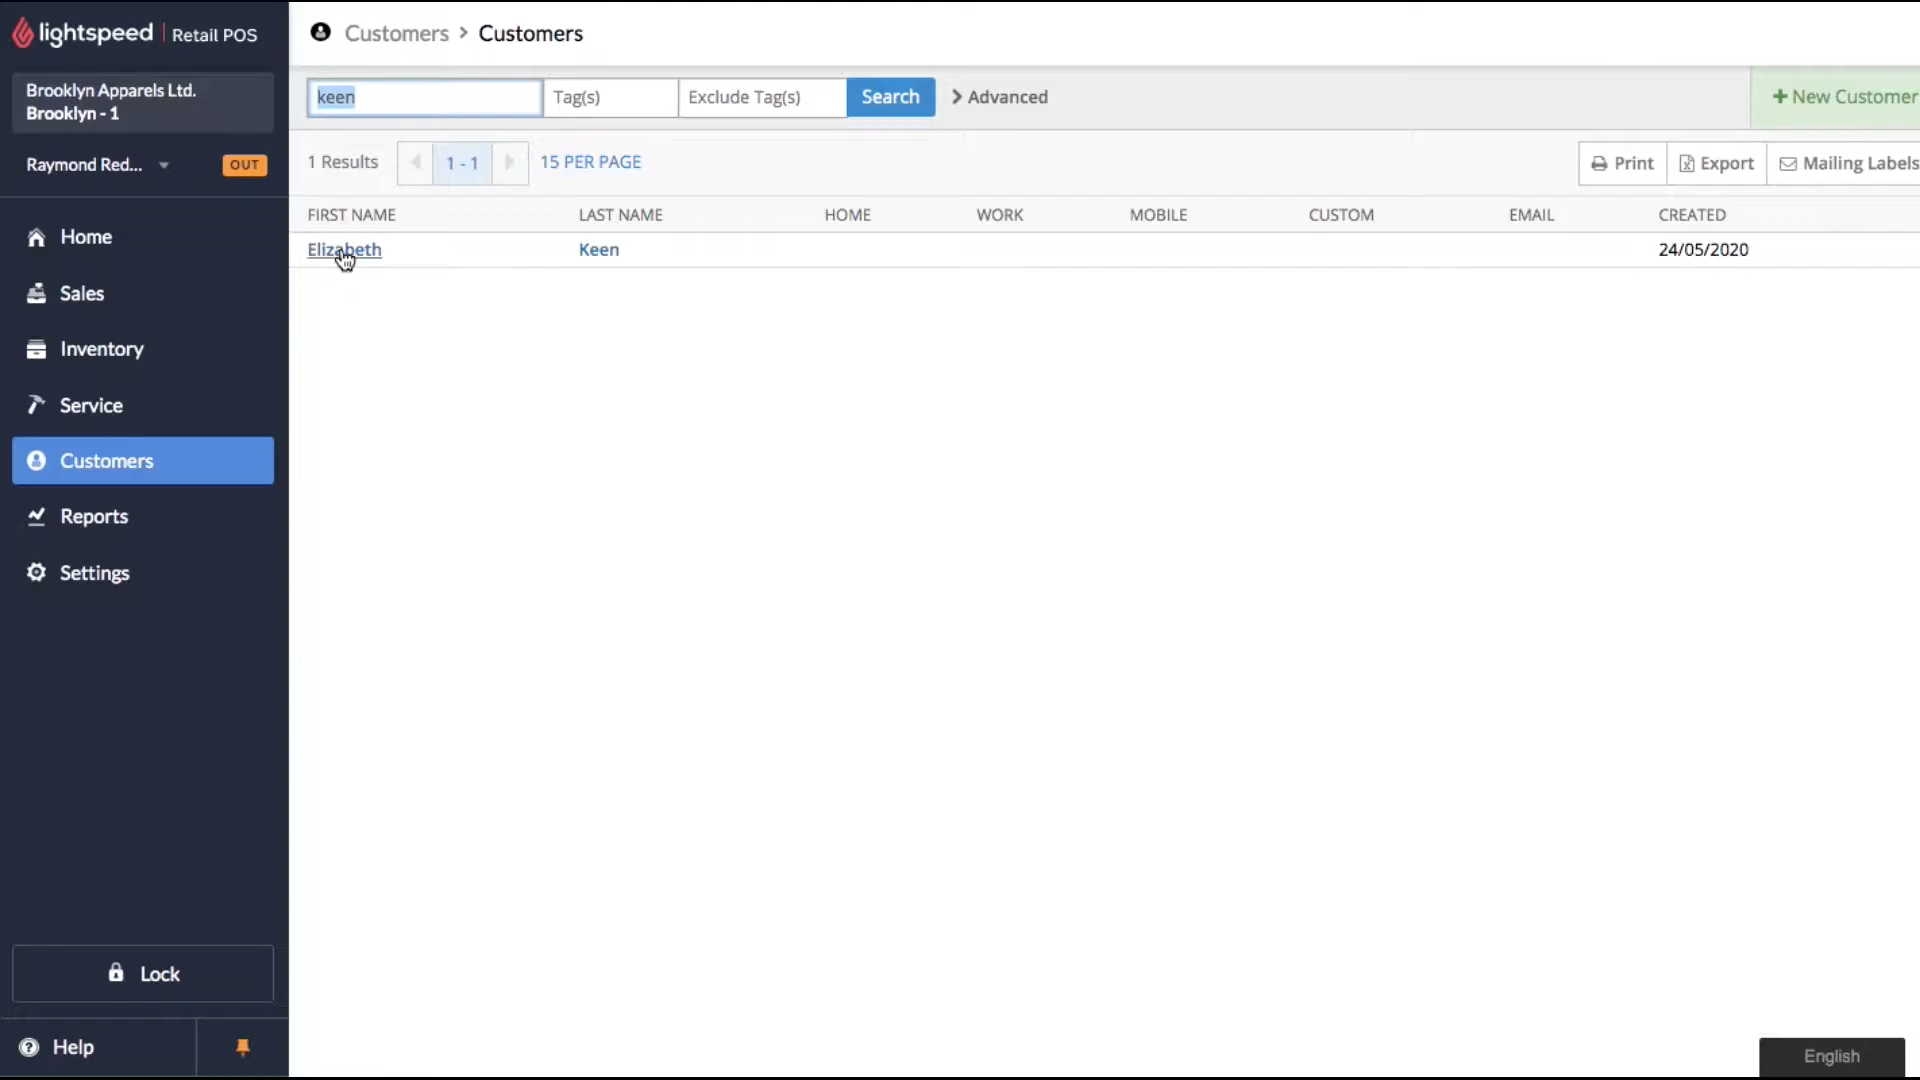 lightspeed | Retail POS
Customers > Customers
Brooklyn Apparels Ltd.
Brooklyn - 1
keen
Tag(s)
Exclude Tag(s)
Search
Advanced
+ New Customer
Raymond Red...
OUT
1 Results
1 - 1
15 PER PAGE
Print
Export
Mailing Labels
FIRST NAME LAST NAME HOME WORK MOBILE CUSTOM EMAIL CREATED
Elizabeth Keen 24/05/2020
Home
Sales
Inventory
Service
Customers
Reports
Settings
Lock
Help
English